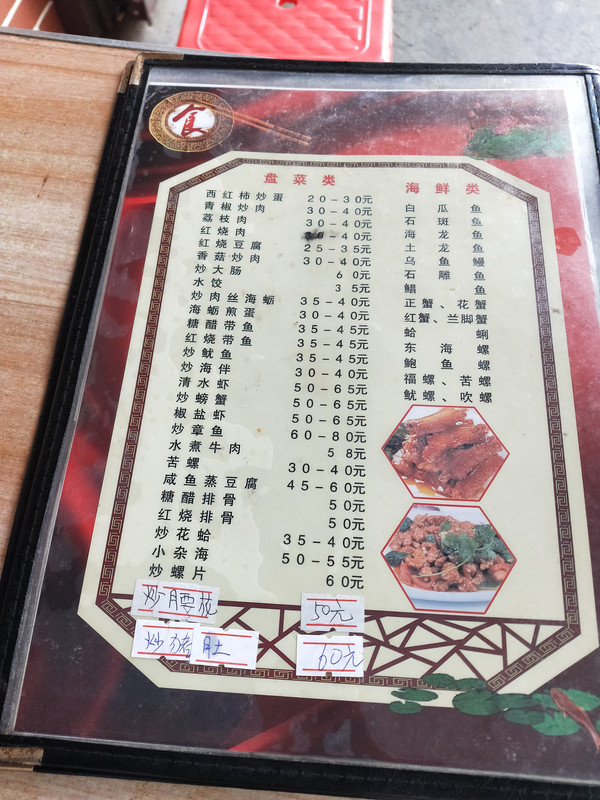 食
盘菜类
西红柿炒蛋 20-30元
青椒炒肉 30-40元
荔枝肉 30-40元
红烧肉 -40元
红烧豆腐 25-35元
香菇炒肉 30-40元
炒大肠 60元
水饺 35元
炒肉丝海蛎 35-40元
海蛎煎蛋 30-40元
糖醋带鱼 35-45元
红烧带鱼 35-45元
炒鱿鱼 35-45元
炒海伴 30-40元
清水虾 50-65元
炒螃蟹 50-65元
椒盐虾 50-65元
炒章鱼 60-80元
水煮牛肉 58元
苦螺 30-40元
咸鱼蒸豆腐 45-60元
糖醋排骨 50元
红烧排骨 50元
炒花蛤 35-40元
小杂海 50-55元
炒螺片 60元
炒腰花 50元
炒猪肚 60元
海鲜类
白瓜鱼
石斑鱼
海龙鱼
土龙鱼
乌鱼鳗
石雕鱼
鲳鱼
正蟹、花蟹
红蟹、兰脚蟹
蛤蜊
东海螺
鲍鱼螺
福螺、苦螺
鱿螺、吹螺